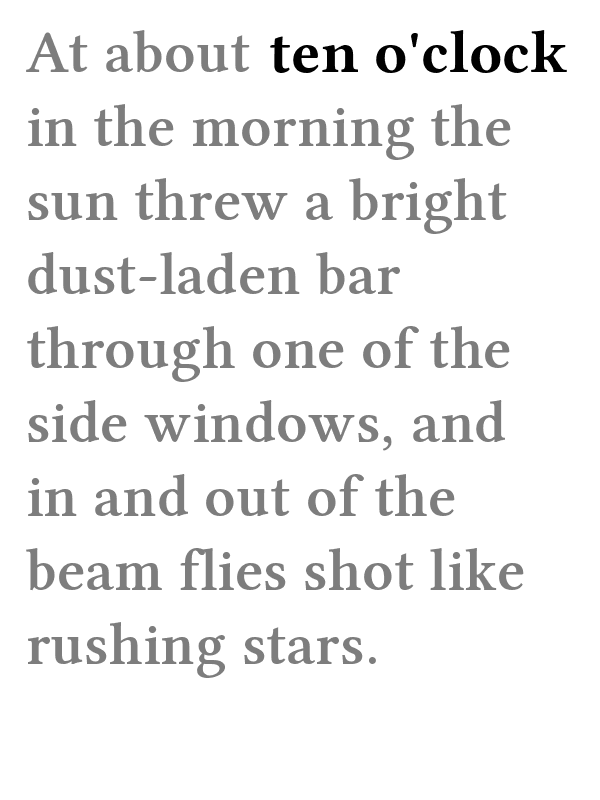 At about ten o'clock
in the morning the
sun threw a bright
dust-laden bar
through one of the
side windows, and
in and out of the
beam flies shot like
rushing stars.